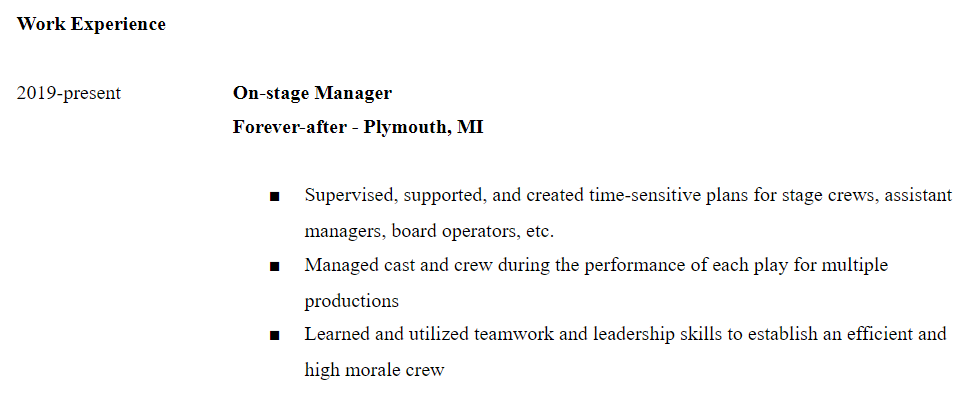 Work Experience
2019-present
On-stage Manager
Forever-after - Plymouth, MI
■ Supervised, supported, and created time-sensitive plans for stage crews, assistant
managers, board operators, etc.
■ Managed cast and crew during the performance of each play for multiple
productions
■ Learned and utilized teamwork and leadership skills to establish an efficient and
high morale crew